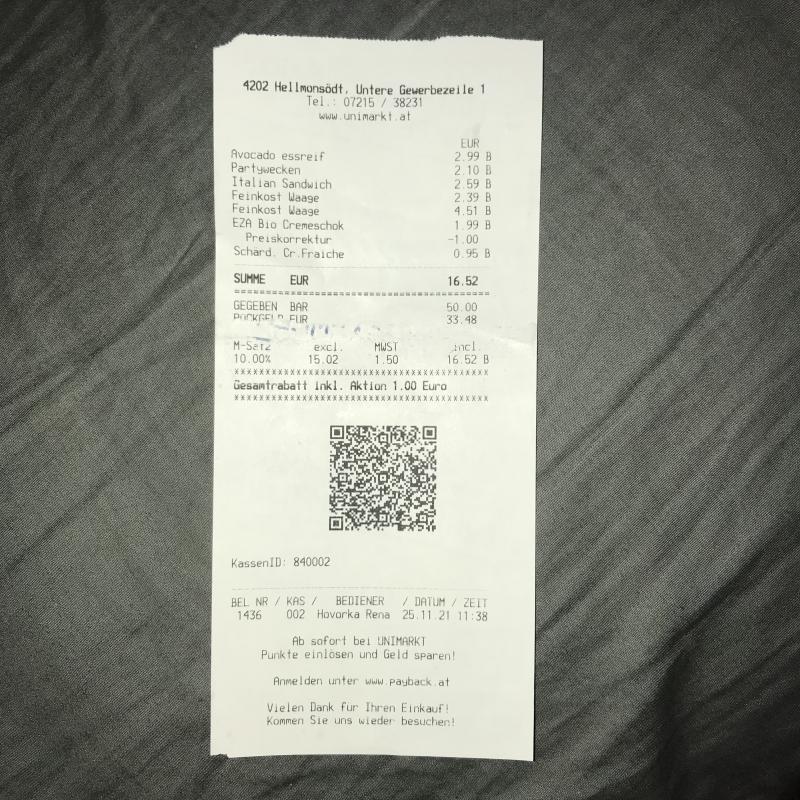 4202 Hellmonsödt, Untere Gewerbezeile 1
Tel.: 07215 / 38231
www.unimarkt.at
EUR
Avocado essreif 2.99 B
Partywecken 2.10 B
Italian Sandwich 2.59 B
Feinkost Waage 2.39 B
Feinkost Waage 4.51 B
EZA Bio Cremeschok 1.99 B
Preiskorrektur -1.00
Schärd. Cr.Fraiche 0.95 B
SUMME EUR 16.52
==================================================
GEGEBEN BAR 50.00
RÜCKGELD EUR 33.48
M-Satz excl. MWST incl.
10.00% 15.02 1.50 16.52 B
xxxxxxxxxxxxxxxxxxxxxxxxxxxxxxxxxxxxxxxxxx
Gesamtrabatt inkl. Aktion 1.00 Euro
xxxxxxxxxxxxxxxxxxxxxxxxxxxxxxxxxxxxxxxxxx
KassenID: 840002
BEL NR / KAS / BEDIENER / DATUM / ZEIT
1436 002 Hovorka Rena 25.11.21 11:38
Ab sofort bei UNIMARKT
Punkte einlösen und Geld sparen!
Anmelden unter www.payback.at
Vielen Dank für Ihren Einkauf!
Kommen Sie uns wieder besuchen!